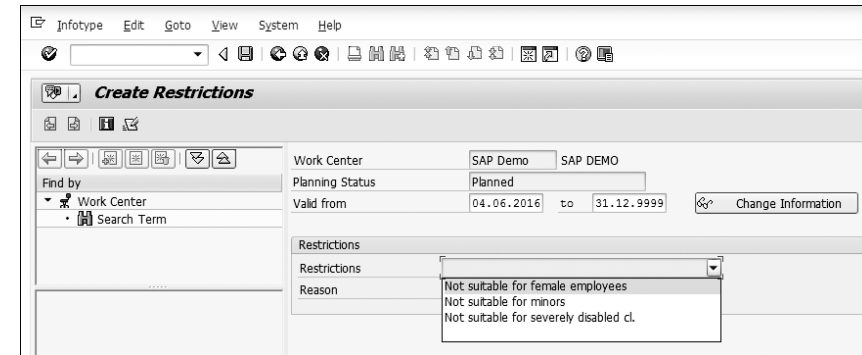 Infotype Edit Goto View System Help
Create Restrictions
Find by
Work Center
Search Term
Work Center SAP Demo SAP DEMO
Planning Status Planned
Valid from 04.06.2016 to 31.12.9999 Change Information
Restrictions
Restrictions
Reason
Not suitable for female employees
Not suitable for minors
Not suitable for severely disabled cl.